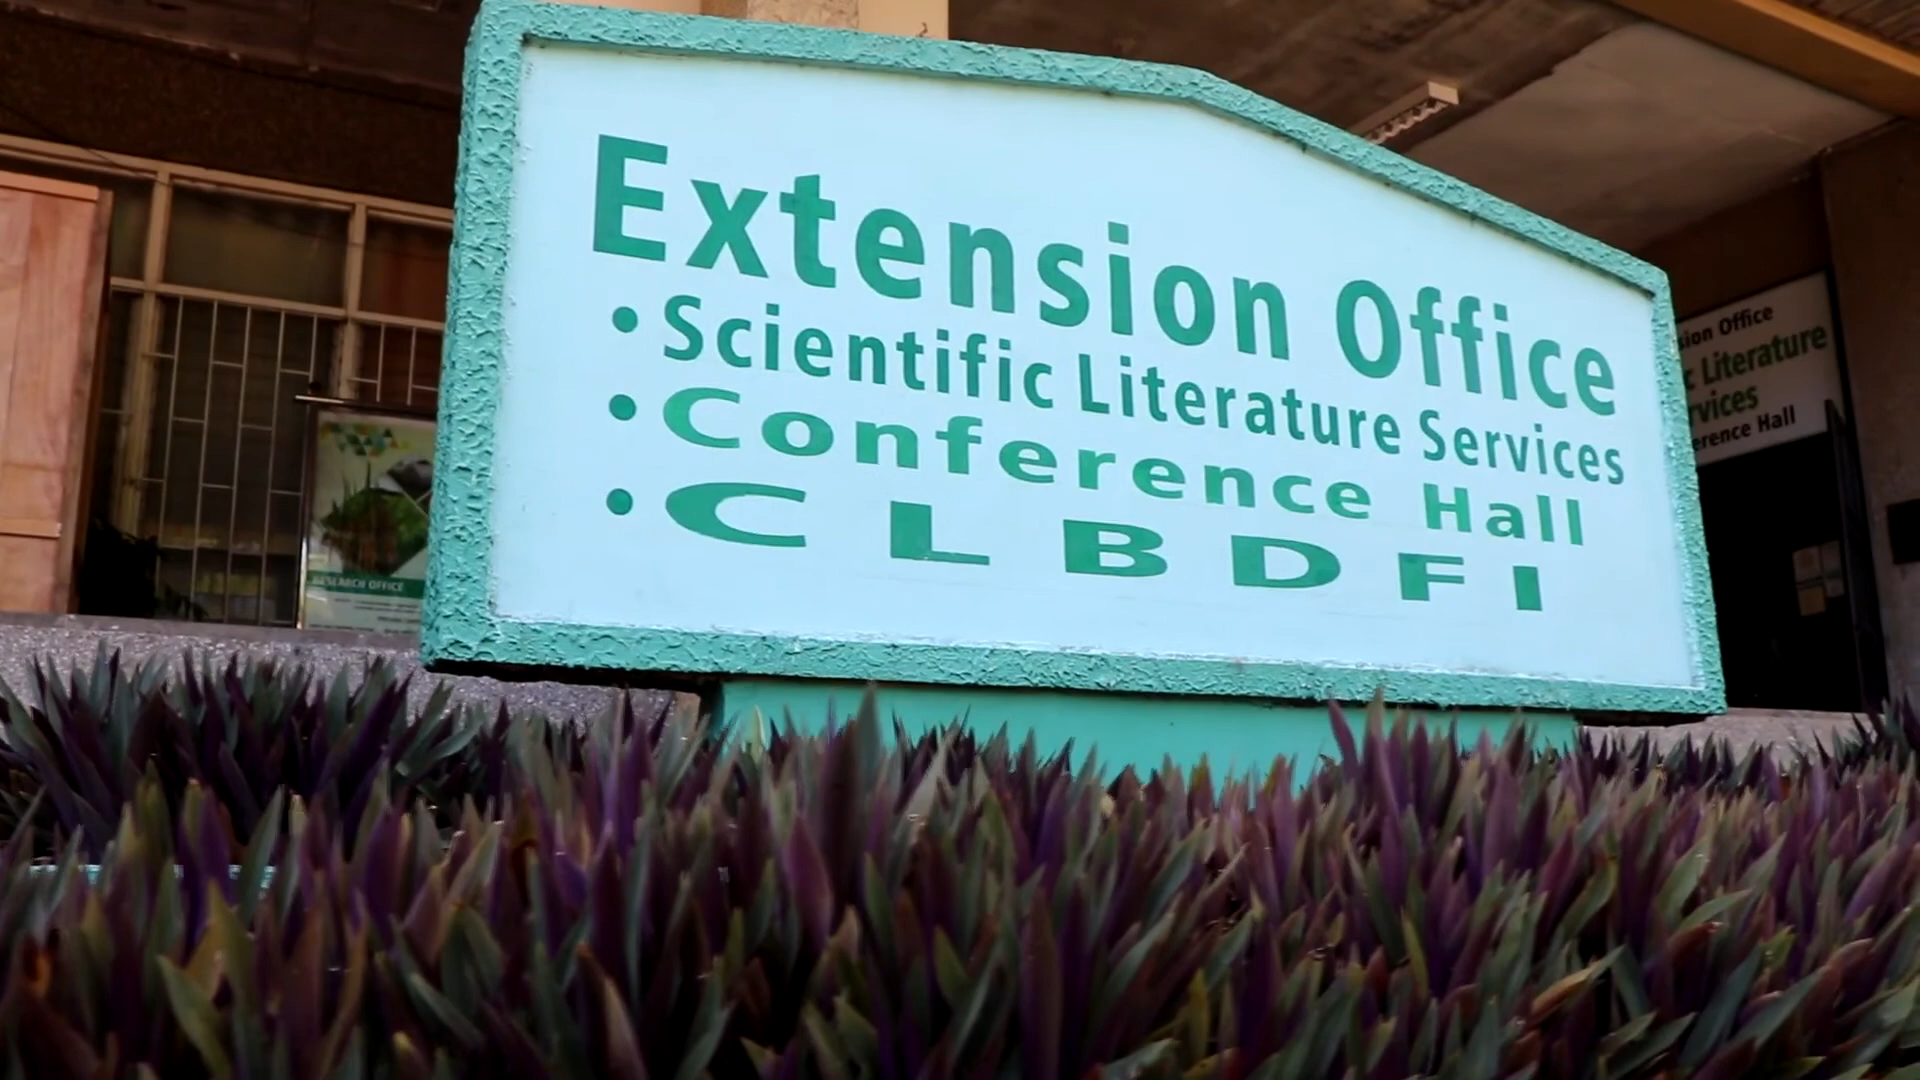 Extension Office
• Scientific Literature Services
• Conference Hall
• CLBDFI
sion Office
c Literature
rvices
erence Hall
RESEARCH OFFICE